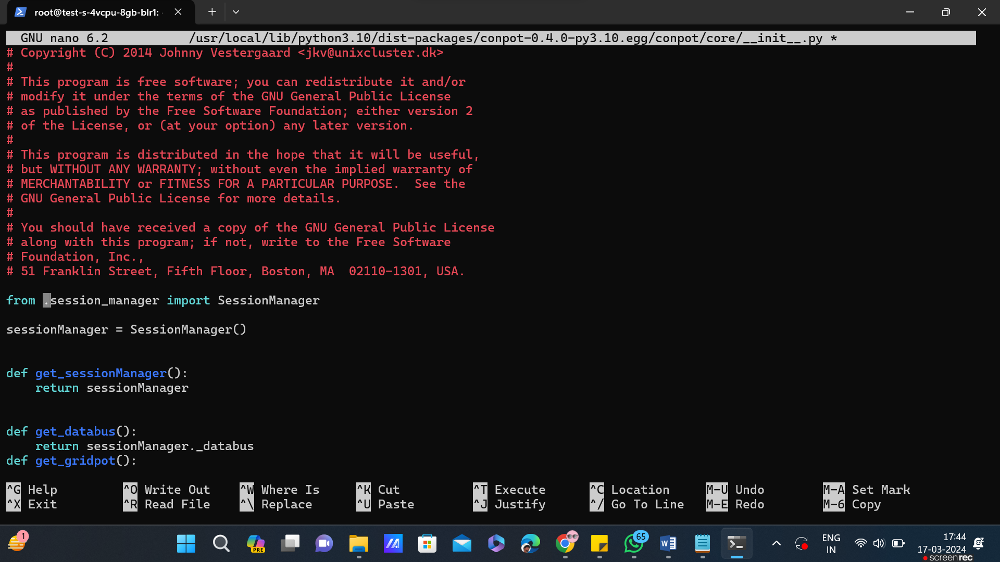 root@test-s-4vcpu-8gb-blr1:
GNU nano 6.2 /usr/local/lib/python3.10/dist-packages/conpot-0.4.0-py3.10.egg/conpot/core/__init__.py *
# Copyright (C) 2014 Johnny Vestergaard <jkv@unixcluster.dk>
#
# This program is free software; you can redistribute it and/or
# modify it under the terms of the GNU General Public License
# as published by the Free Software Foundation; either version 2
# of the License, or (at your option) any later version.
#
# This program is distributed in the hope that it will be useful,
# but WITHOUT ANY WARRANTY; without even the implied warranty of
# MERCHANTABILITY or FITNESS FOR A PARTICULAR PURPOSE.  See the
# GNU General Public License for more details.
#
# You should have received a copy of the GNU General Public License
# along with this program; if not, write to the Free Software
# Foundation, Inc.,
# 51 Franklin Street, Fifth Floor, Boston, MA  02110-1301, USA.
from .session_manager import SessionManager
sessionManager = SessionManager()
def get_sessionManager():
    return sessionManager
def get_databus():
    return sessionManager._databus
def get_gridpot():
^G Help ^O Write Out ^W Where Is ^K Cut ^T Execute ^C Location M-U Undo M-A Set Mark
^X Exit ^R Read File ^\ Replace ^U Paste ^J Justify ^/ Go To Line M-E Redo M-6 Copy
1
PRE
65
ENG
IN
17:44
17-03-2024
screenrec